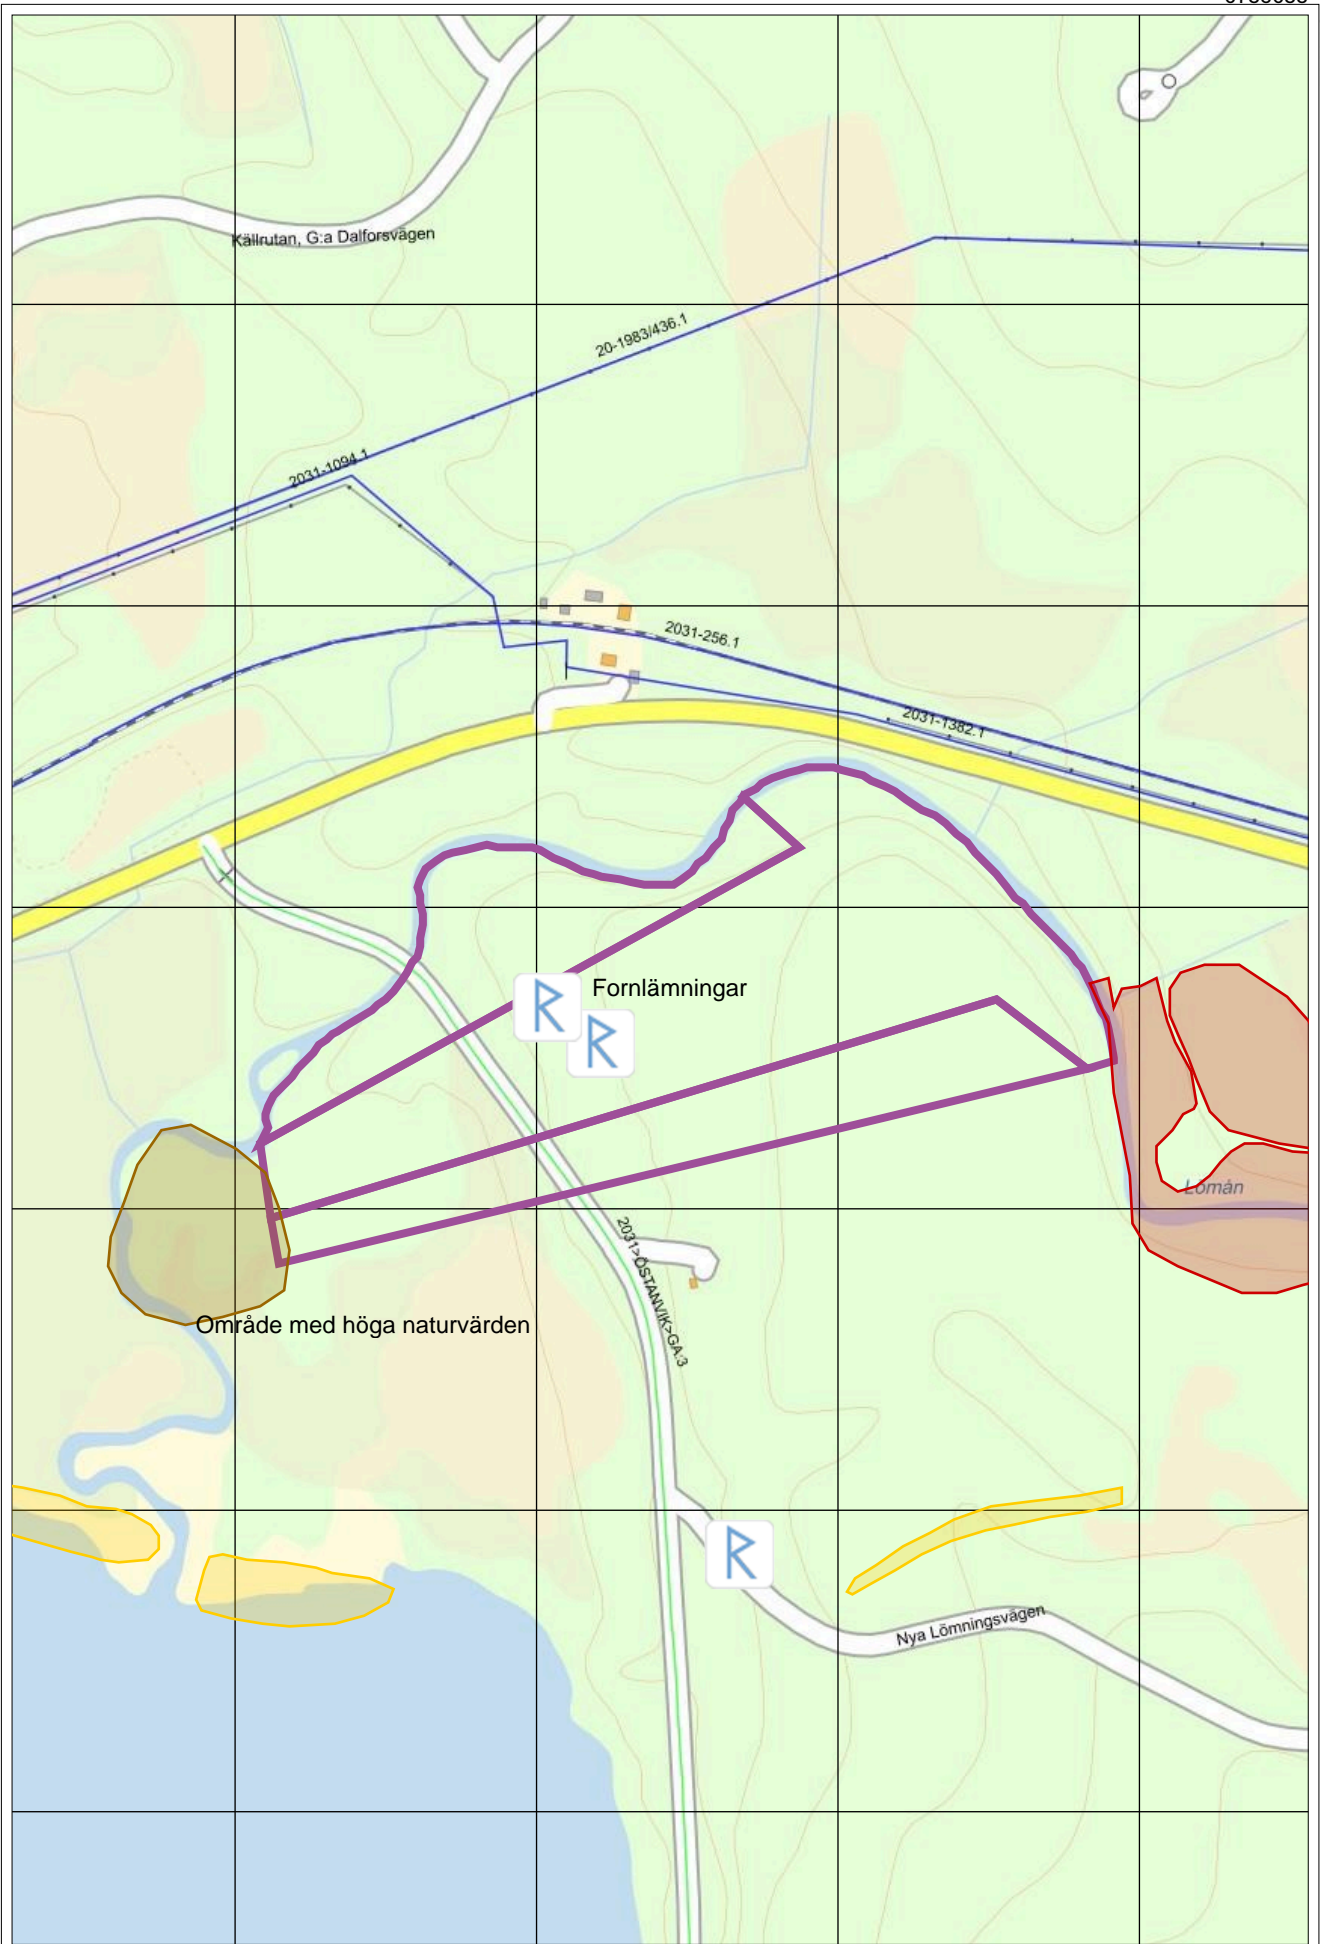 Källrutan, G:a Dalforsvägen
20-1983/436.1
2031-1094.1
2031-256.1
2031-1382.1
Fornlämningar
Lömån
2031>ÖSTANVIK>GA:3
Område med höga naturvärden
Nya Lömningsvägen